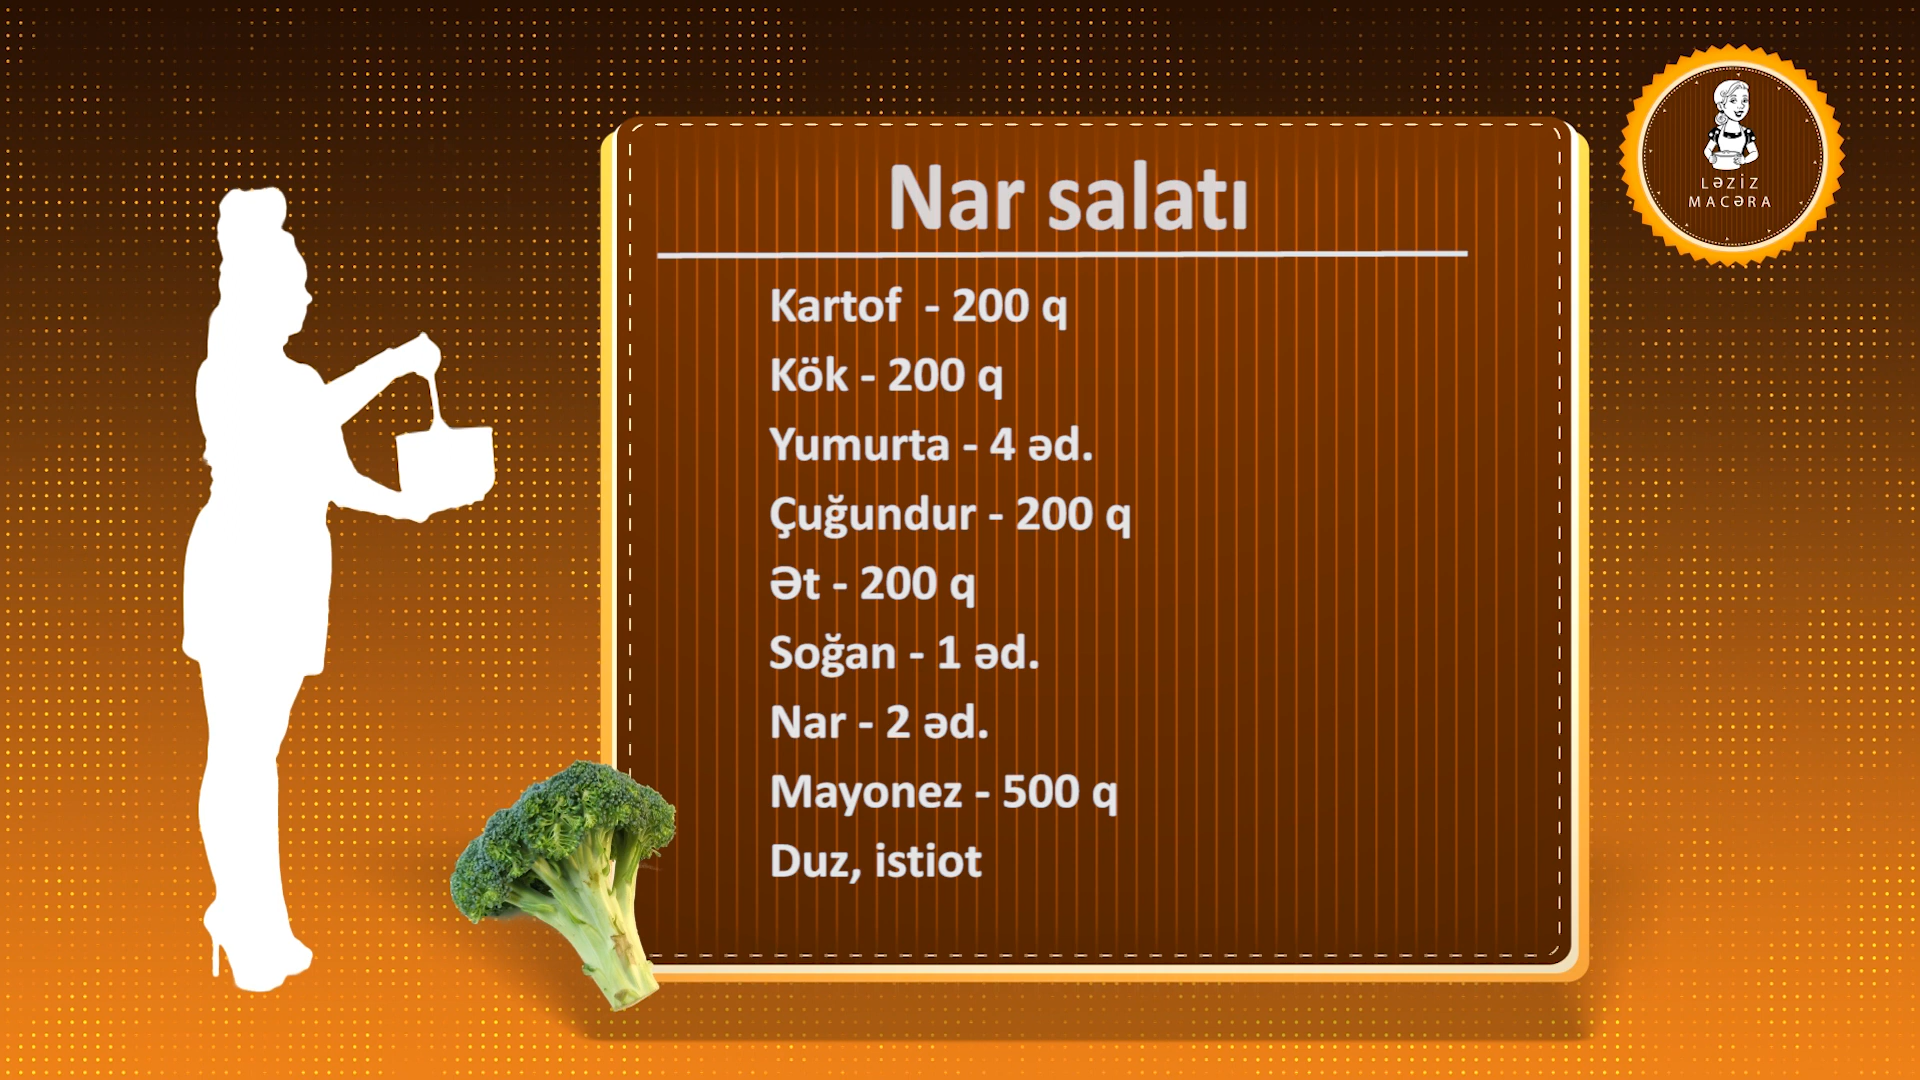 Nar salatı
Kartof - 200 q
Kök - 200 q
Yumurta - 4 əd.
Çuğundur - 200 q
Ət - 200 q
Soğan - 1 əd.
Nar - 2 əd.
Mayonez - 500 q
Duz, istiot
LƏZİZ
MACƏRA